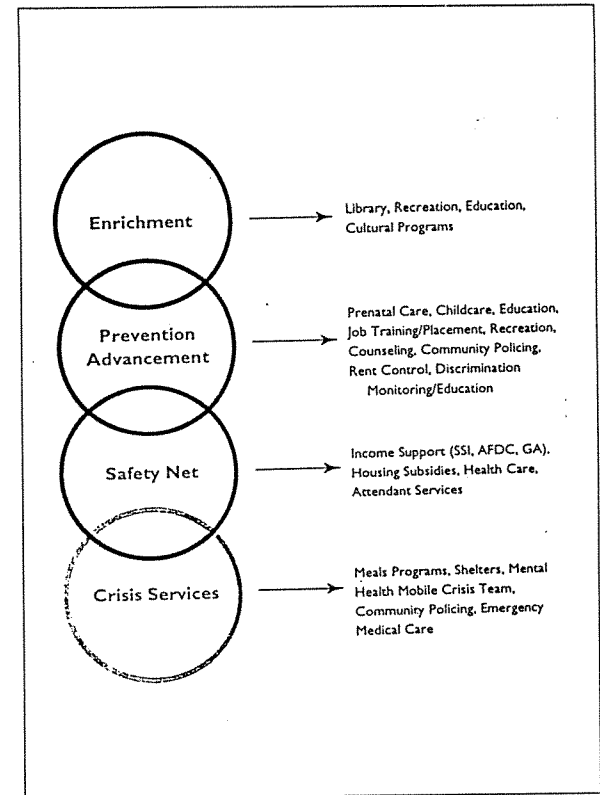 Enrichment
Library, Recreation, Education,
Cultural Programs
Prevention
Advancement
Prenatal Care, Childcare, Education,
Job Training/Placement, Recreation,
Counseling, Community Policing,
Rent Control, Discrimination
Monitoring/Education
Safety Net
Income Support (SSI, AFDC, GA),
Housing Subsidies, Health Care,
Attendant Services
Crisis Services
Meals Programs, Shelters, Mental
Health Mobile Crisis Team,
Community Policing, Emergency
Medical Care